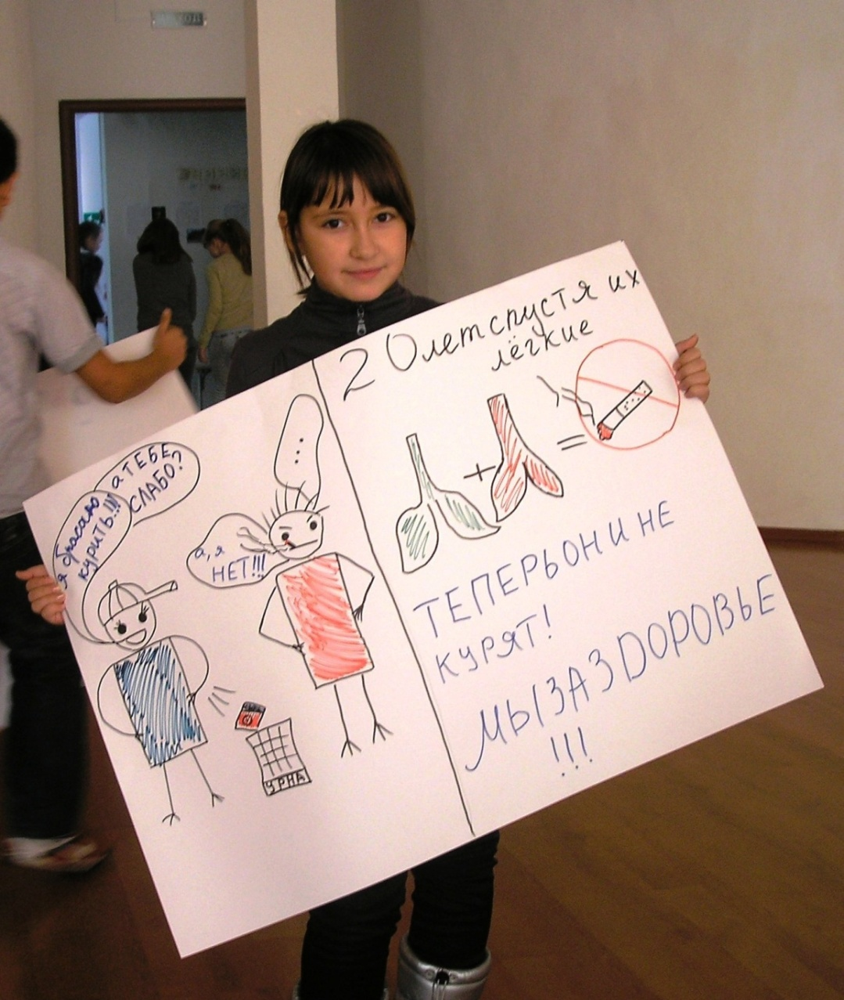 я бросаю
курить!!!
а ТЕБЕ
СЛАБО?
...
а, я
НЕТ!!!
УРНА
20 лет спустя их
лёгкие
+
=
ТЕПЕРЬ ОНИ НЕ
КУРЯТ!
МЫ ЗА ЗДОРОВЬЕ
!!!